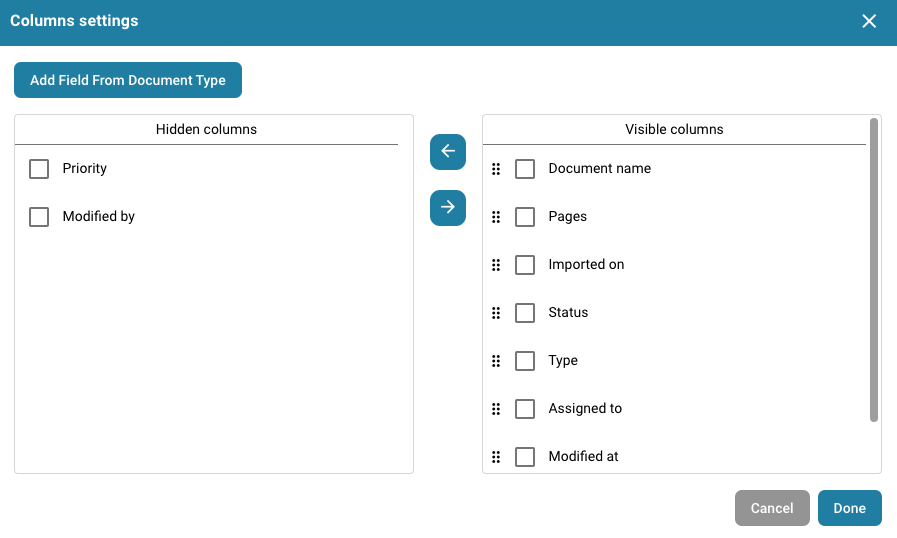 Columns settings
Add Field From Document Type
Hidden columns
Priority
Modified by
Visible columns
Document name
Pages
Imported on
Status
Type
Assigned to
Modified at
Cancel
Done